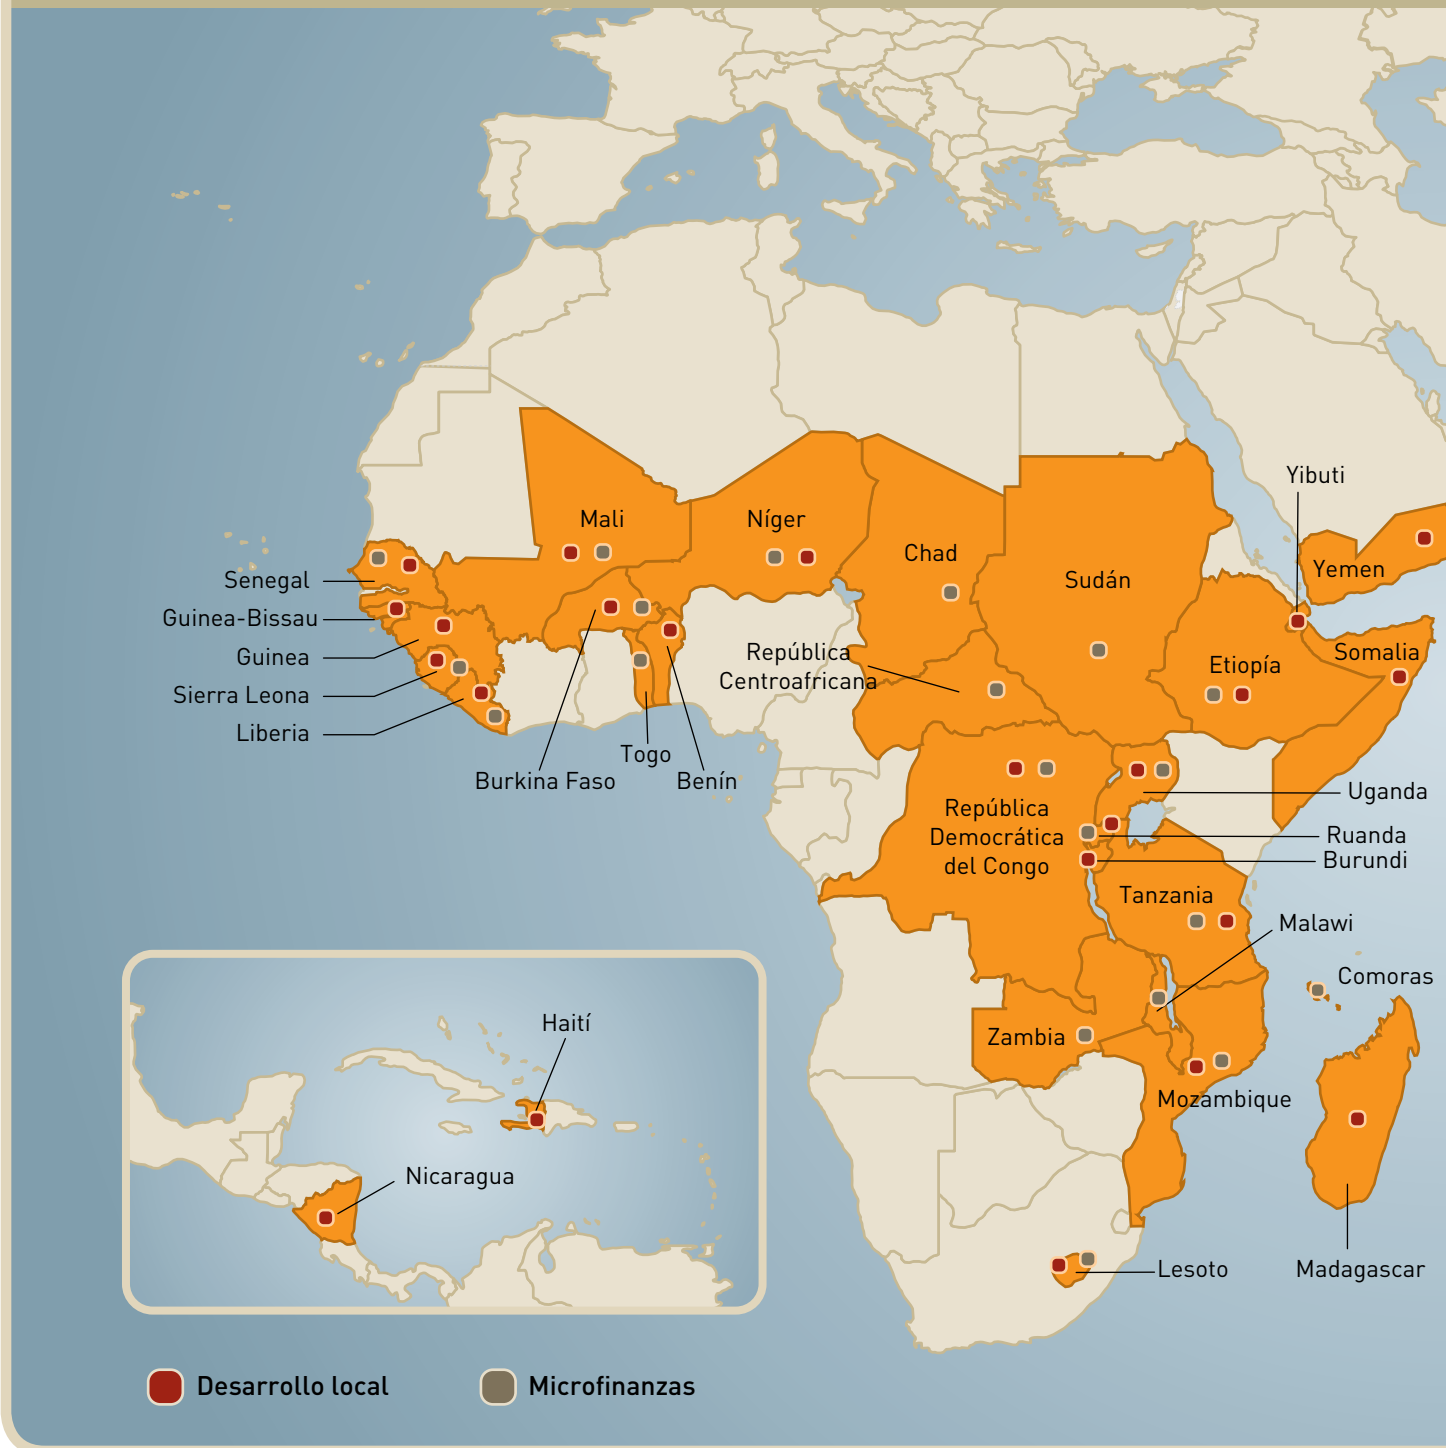 Yibuti
Mali
Níger
Chad
Sudán
Yemen
Senegal
Guinea-Bissau
Guinea
Sierra Leona
Liberia
República
Centroafricana
Etiopía
Somalia
Togo
Burkina Faso
Benín
República
Democrática
del Congo
Uganda
Ruanda
Burundi
Tanzania
Malawi
Comoras
Zambia
Mozambique
Haití
Nicaragua
Lesoto
Madagascar
Desarrollo local
Microfinanzas